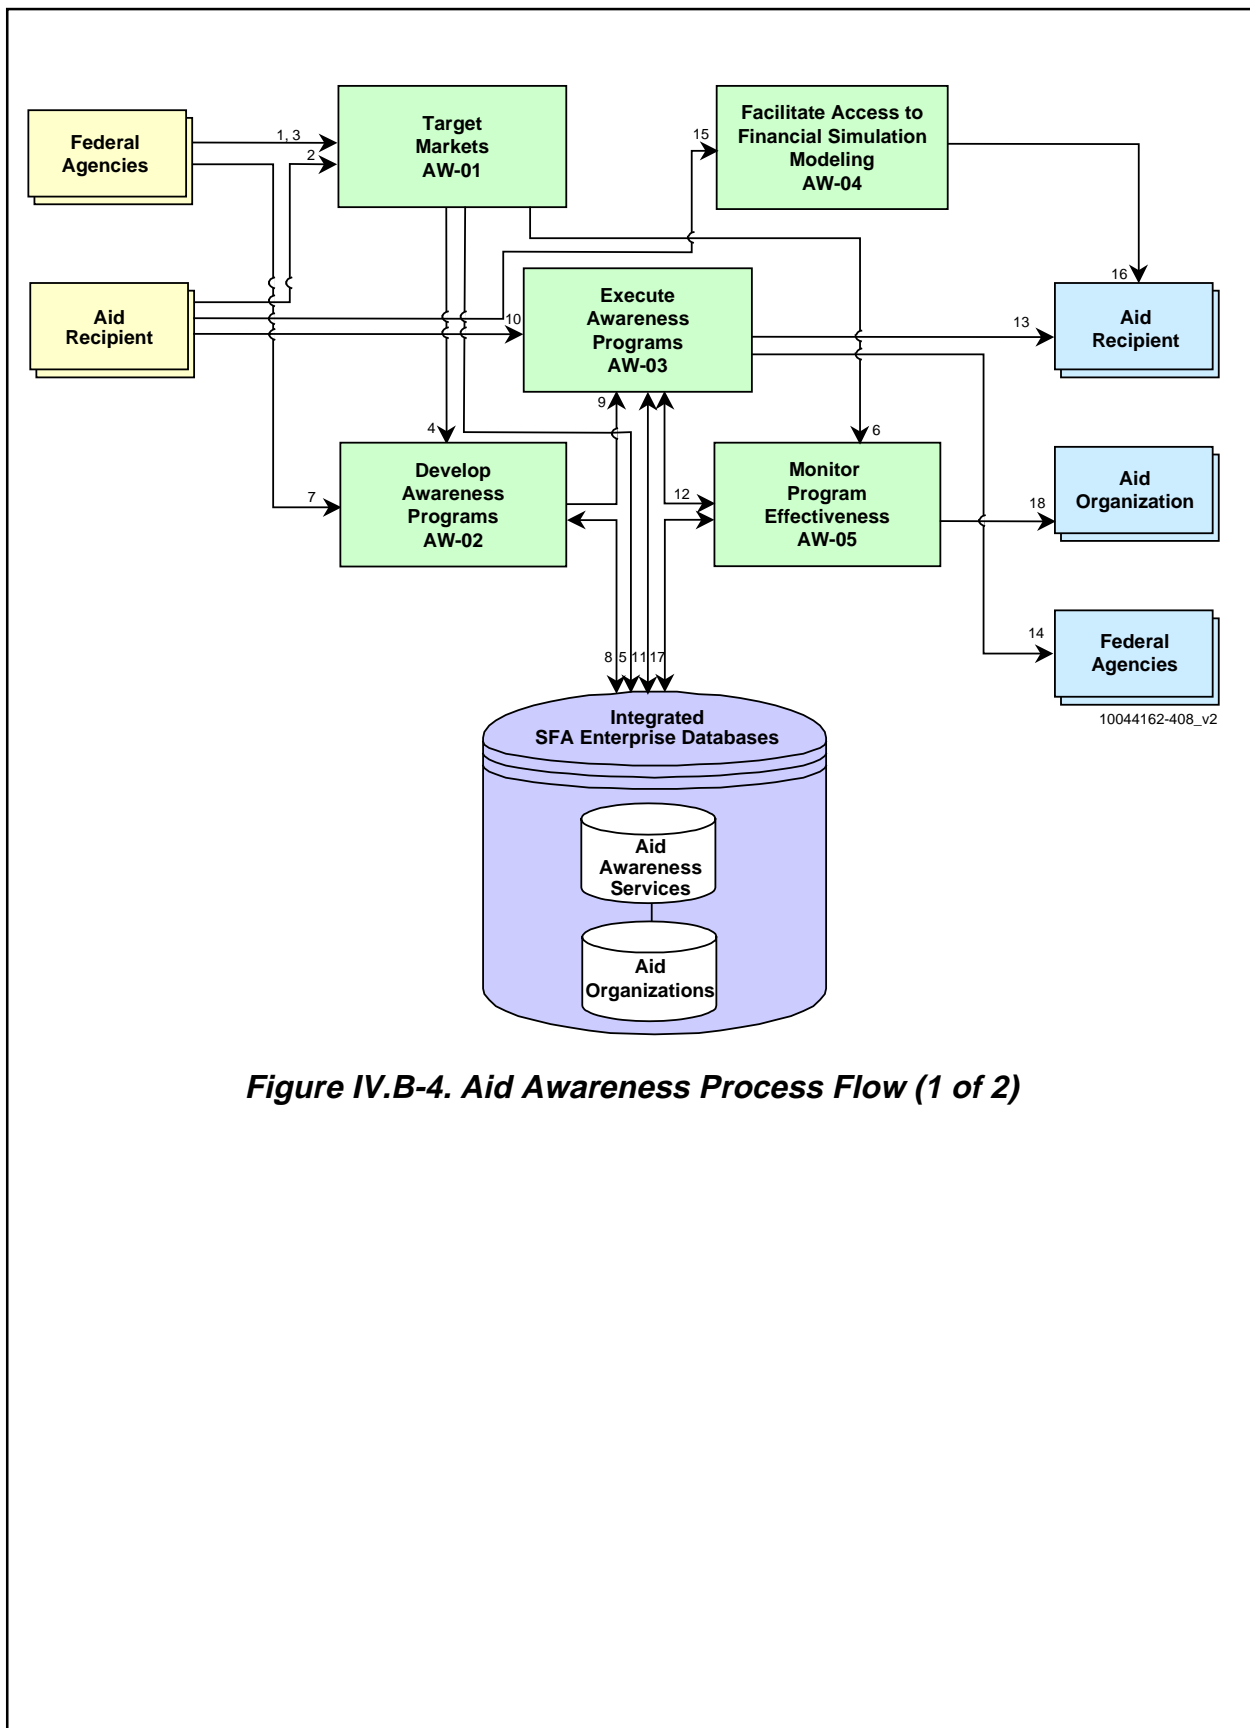 Federal
Agencies
1, 3
2
Target
Markets
AW-01
15
Facilitate Access to
Financial Simulation
Modeling
AW-04
Aid
Recipient
10
Execute
Awareness
Programs
AW-03
13
16
Aid
Recipient
9
4
7
Develop
Awareness
Programs
AW-02
12
6
Monitor
Program
Effectiveness
AW-05
18
Aid
Organization
14
Federal
Agencies
10044162-408_v2
8 5 11 17
Integrated
SFA Enterprise Databases
Aid
Awareness
Services
Aid
Organizations
Figure IV.B-4. Aid Awareness Process Flow (1 of 2)